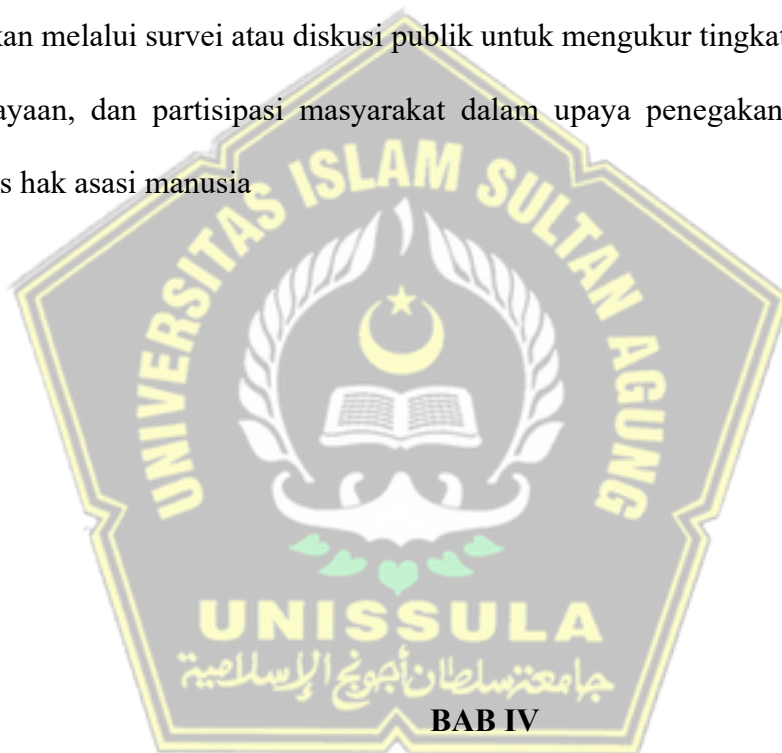 kan melalui survei atau diskusi publik untuk mengukur tingkat
ayaan, dan partisipasi masyarakat dalam upaya penegakan
s hak asasi manusia
UNIVERSITAS ISLAM SULTAN AGUNG
UNISSULA
جامعة سلطان أجونج الإسلامية
BAB IV